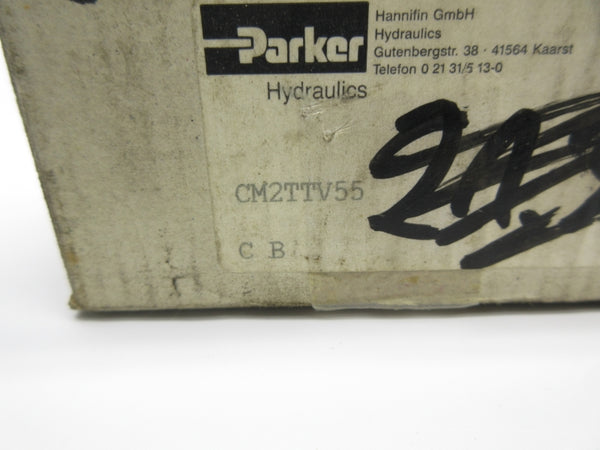 Parker
Hydraulics
Hannifin GmbH
Hydraulics
Gutenbergstr. 38 · 41564 Kaarst
Telefon 0 21 31/5 13-0
CM2TTV55
C B